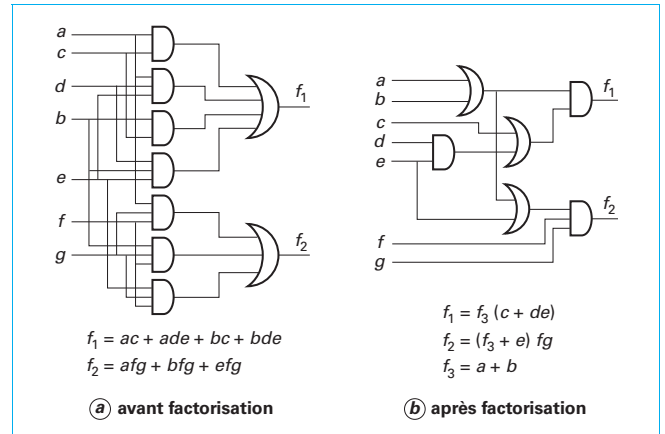 a
c
d
b
e
f
g
f1
f2
f1 = ac + ade + bc + bde
f2 = afg + bfg + efg
a avant factorisation
a
b
c
d
e
f
g
f1
f2
f1 = f3 (c + de)
f2 = (f3 + e) fg
f3 = a + b
b après factorisation